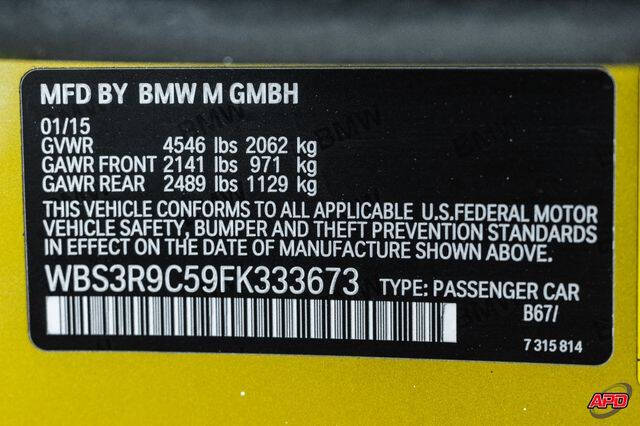 MFD BY BMW M GMBH
01/15
GVWR 4546 lbs 2062 kg
GAWR FRONT 2141 lbs 971 kg
GAWR REAR 2489 lbs 1129 kg
THIS VEHICLE CONFORMS TO ALL APPLICABLE U.S.FEDERAL MOTOR
VEHICLE SAFETY, BUMPER AND THEFT PREVENTION STANDARDS
IN EFFECT ON THE DATE OF MANUFACTURE SHOWN ABOVE.
WBS3R9C59FK333673 TYPE: PASSENGER CAR
B67/
7 315 814
BMW
APD